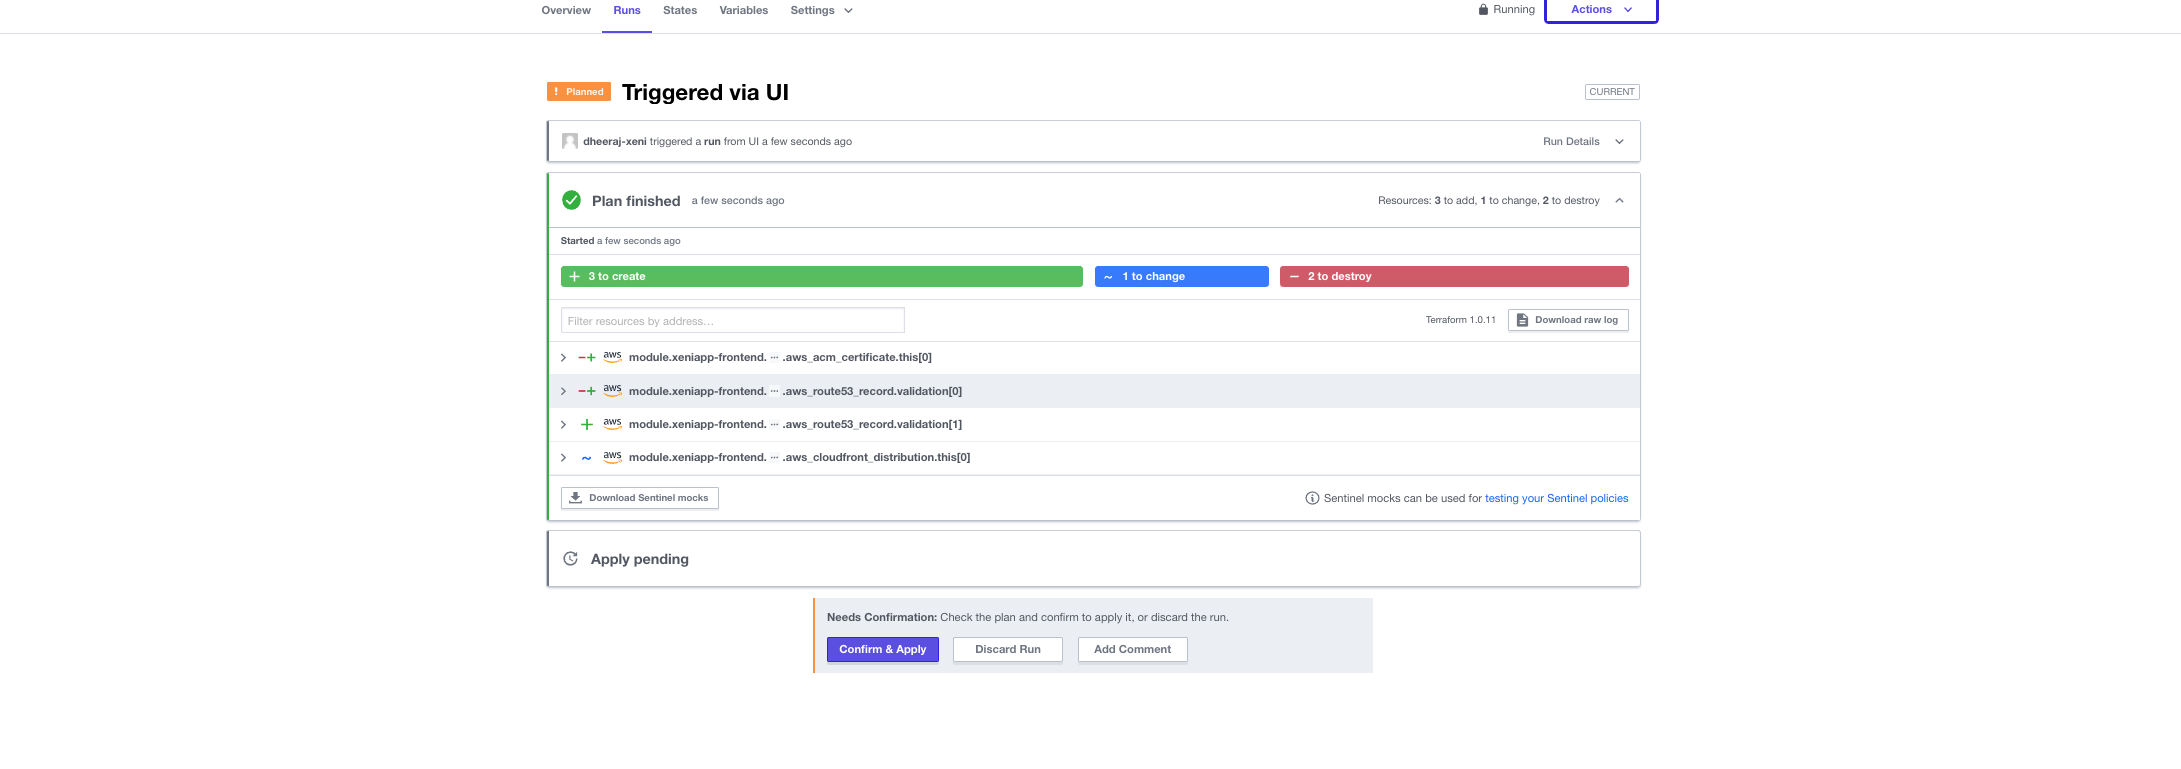 Overview Runs States Variables Settings Running Actions
! Planned Triggered via UI CURRENT
dheeraj-xeni triggered a run from UI a few seconds ago Run Details
Plan finished a few seconds ago Resources: 3 to add, 1 to change, 2 to destroy
Started a few seconds ago
+ 3 to create ~ 1 to change − 2 to destroy
Filter resources by address... Terraform 1.0.11 Download raw log
−+ aws module.xeniapp-frontend. ··· .aws_acm_certificate.this[0]
−+ aws module.xeniapp-frontend. ··· .aws_route53_record.validation[0]
+ aws module.xeniapp-frontend. ··· .aws_route53_record.validation[1]
~ aws module.xeniapp-frontend. ··· .aws_cloudfront_distribution.this[0]
Download Sentinel mocks Sentinel mocks can be used for testing your Sentinel policies
Apply pending
Needs Confirmation: Check the plan and confirm to apply it, or discard the run.
Confirm & Apply Discard Run Add Comment